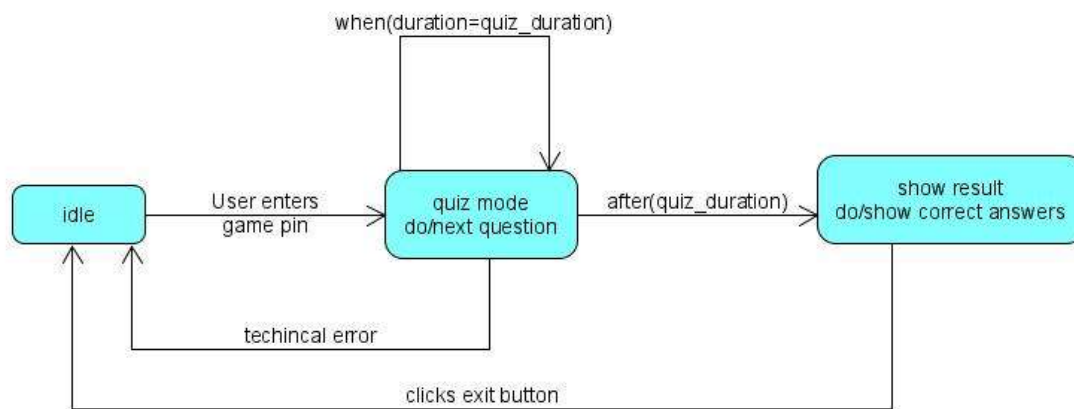 when(duration=quiz_duration)
idle
User enters
game pin
quiz mode
do/next question
after(quiz_duration)
show result
do/show correct answers
techincal error
clicks exit button